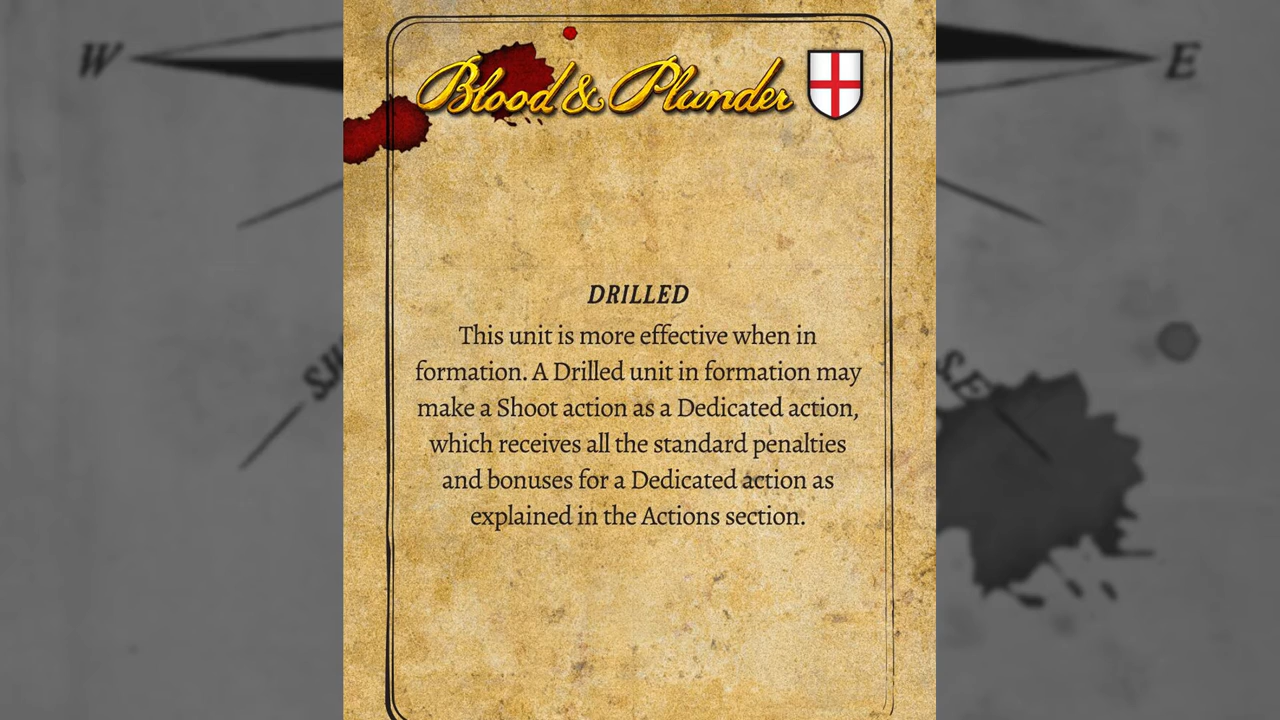 W
E
Blood & Plunder
DRILLED
This unit is more effective when in
formation. A Drilled unit in formation may
make a Shoot action as a Dedicated action,
which receives all the standard penalties
and bonuses for a Dedicated action as
explained in the Actions section.
S.E